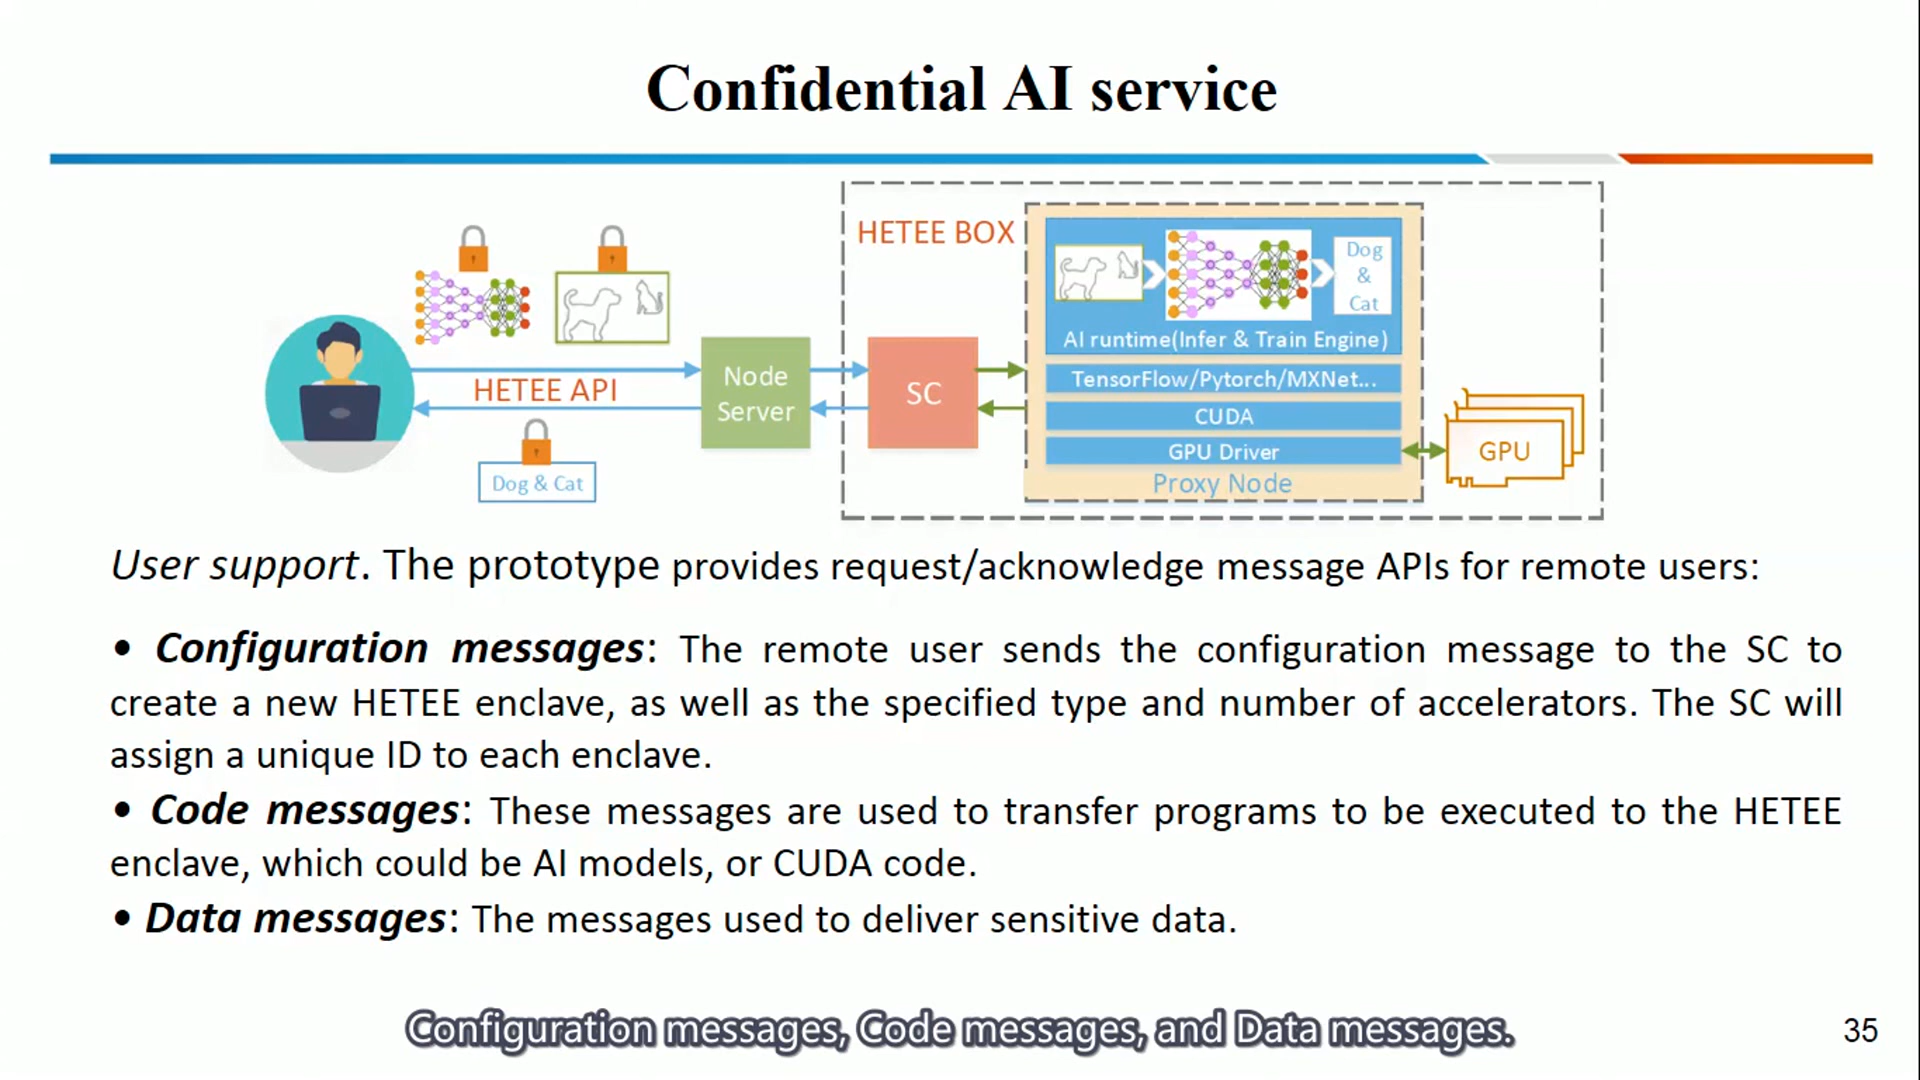 Confidential AI service
HETEE BOX
Dog
&
Cat
AI runtime(Infer & Train Engine)
HETEE API
Node
Server
SC
TensorFlow/Pytorch/MXNet...
CUDA
GPU Driver
GPU
Proxy Node
Dog & Cat
User support. The prototype provides request/acknowledge message APIs for remote users:
• Configuration messages: The remote user sends the configuration message to the SC to
create a new HETEE enclave, as well as the specified type and number of accelerators. The SC will
assign a unique ID to each enclave.
• Code messages: These messages are used to transfer programs to be executed to the HETEE
enclave, which could be AI models, or CUDA code.
• Data messages: The messages used to deliver sensitive data.
Configuration messages, Code messages, and Data messages.
35